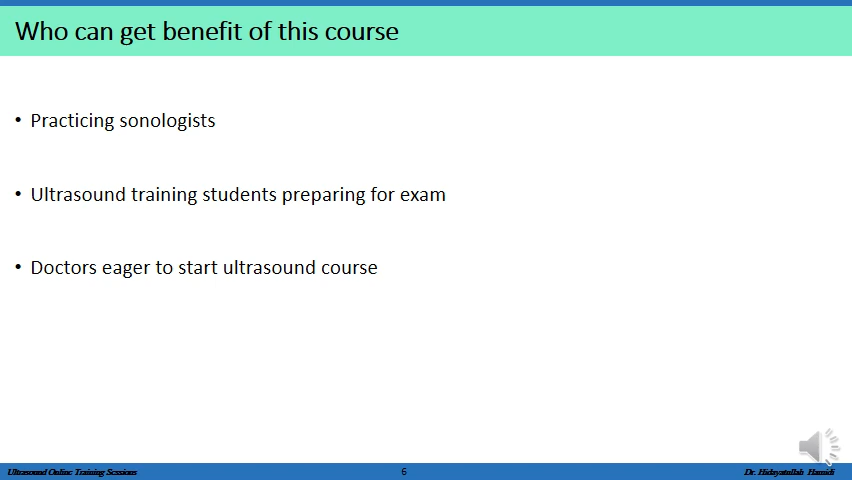 Who can get benefit of this course
• Practicing sonologists
• Ultrasound training students preparing for exam
• Doctors eager to start ultrasound course
Ultrasound Online Training Sessions
6
Dr. Hidayatullah Hamidi